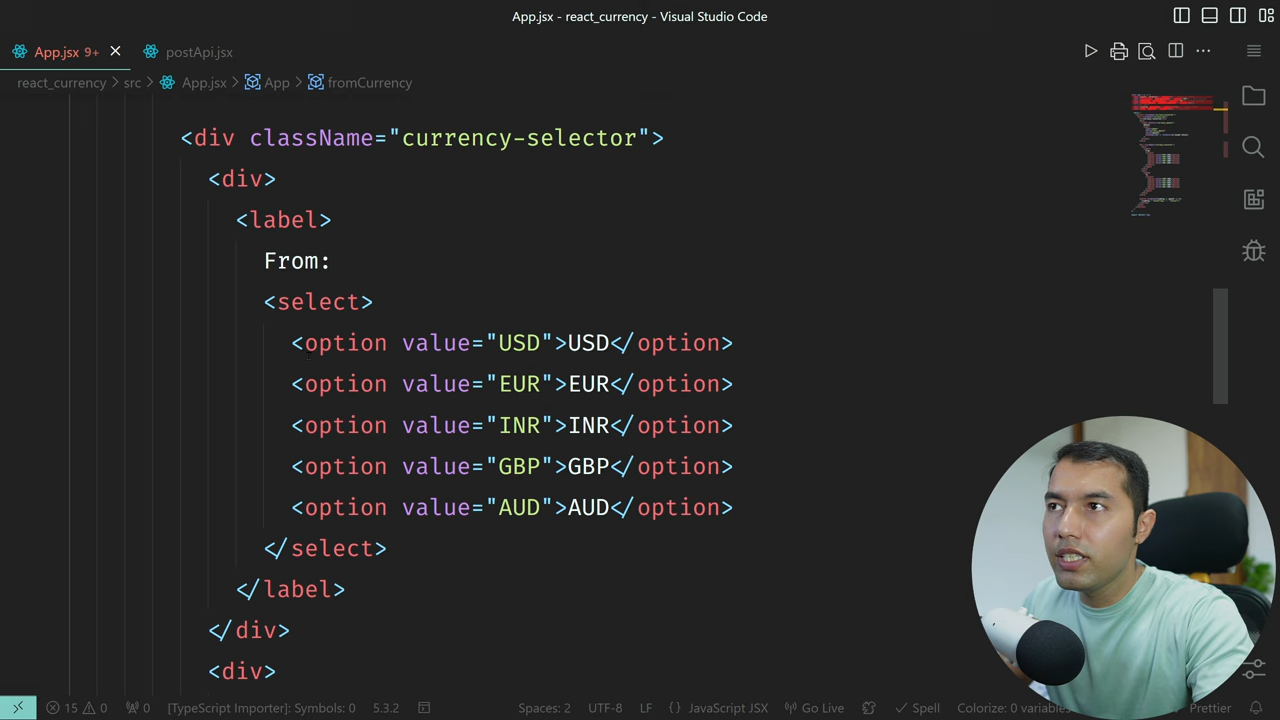 App.jsx - react_currency - Visual Studio Code
App.jsx 9+
postApi.jsx
react_currency > src > App.jsx > App > fromCurrency
<div className="currency-selector">
<div>
<label>
From:
<select>
<option value="USD">USD</option>
<option value="EUR">EUR</option>
<option value="INR">INR</option>
<option value="GBP">GBP</option>
<option value="AUD">AUD</option>
</select>
</label>
</div>
<div>
15 0 0 [TypeScript Importer]: Symbols: 0 5.3.2 Spaces: 2 UTF-8 LF {} JavaScript JSX Go Live Spell Colorize: 0 variables Prettier